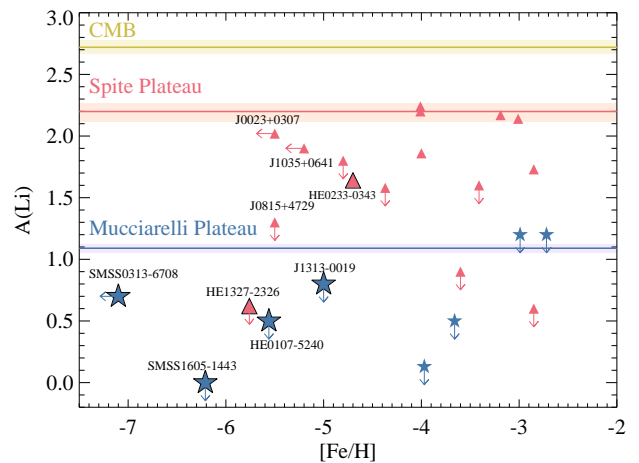 3.0
CMB
2.5
Spite Plateau
2.0
J0023+0307
J1035+0641
HE0233-0343
1.5
J0815+4729
A(Li)
Mucciarelli Plateau
1.0
SMSS0313-6708
J1313-0019
HE1327-2326
0.5
HE0107-5240
SMSS1605-1443
0.0
-7 -6 -5 -4 -3 -2
[Fe/H]